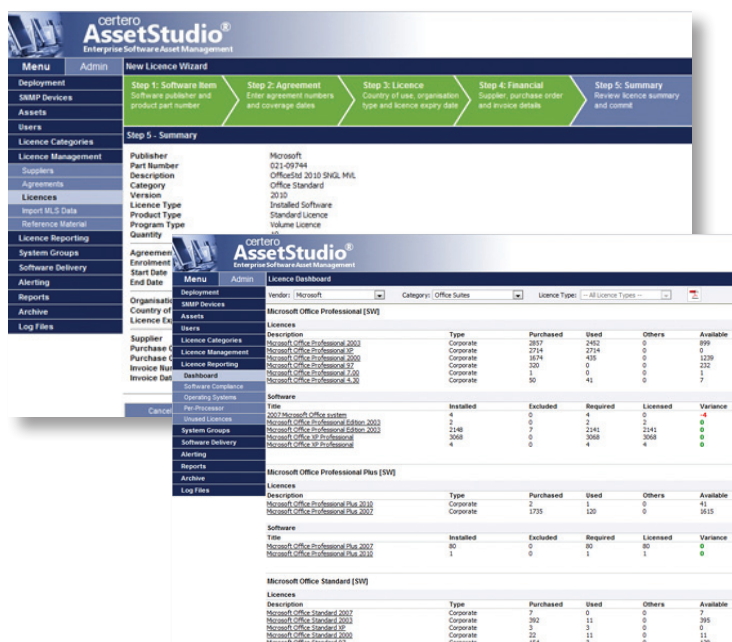 certero
AssetStudio®
Enterprise Software Asset Management
Menu Admin New Licence Wizard
Deployment
SNMP Devices
Assets
Users
Licence Categories
Licence Management
Suppliers
Agreements
Licences
Import MLS Data
Reference Material
Licence Reporting
System Groups
Software Delivery
Alerting
Reports
Archive
Log Files
Step 1: Software Item
Software publisher and
product part number
Step 2: Agreement
Enter agreement numbers
and coverage dates
Step 3: Licence
Country of use, organisation
type and licence expiry date
Step 4: Financial
Supplier, purchase order
and invoice details
Step 5: Summary
Review licence summary
and commit
Step 5 - Summary
Publisher Microsoft
Part Number 021-09744
Description OfficeStd 2010 SNGL MVL
Category Office Standard
Version 2010
Licence Type Installed Software
Product Type Standard Licence
Program Type Volume Licence
Quantity
Agreemen
Enrolment
Start Date
End Date
Organisatio
Country of
Licence Ex
Supplier
Purchase O
Purchase O
Invoice Nu
Invoice Dat
Cancel
certero
AssetStudio®
Enterprise Software Asset Management
Menu Admin Licence Dashboard
Deployment
SNMP Devices
Assets
Users
Licence Categories
Licence Management
Licence Reporting
Dashboard
Software Compliance
Operating Systems
Per-Processor
Unused Licences
System Groups
Software Delivery
Alerting
Reports
Archive
Log Files
Vendor: Microsoft Category: Office Suites Licence Type: -- All Licence Types --
Microsoft Office Professional [SW]
Licences
Description Type Purchased Used Others Available
Microsoft Office Professional 2003 Corporate 2857 2452 0 899
Microsoft Office Professional XP Corporate 2714 2714 0 0
Microsoft Office Professional 2000 Corporate 1674 435 0 1239
Microsoft Office Professional 97 Corporate 320 0 0 232
Microsoft Office Professional 7.00 Corporate 1 0 0 1
Microsoft Office Professional 4.30 Corporate 50 41 0 7
Software
Title Installed Excluded Required Licensed Variance
2007 Microsoft Office system 4 0 4 0 -4
Microsoft Office Professional Edition 2003 2 0 2 2 0
Microsoft Office Professional Edition 2003 2148 7 2141 2141 0
Microsoft Office XP Professional 3068 0 3068 3068 0
Microsoft Office XP Professional 4 0 4 4 0
Microsoft Office Professional Plus [SW]
Licences
Description Type Purchased Used Others Available
Microsoft Office Professional Plus 2010 Corporate 2 1 0 41
Microsoft Office Professional Plus 2007 Corporate 1735 120 0 1615
Software
Title Installed Excluded Required Licensed Variance
Microsoft Office Professional Plus 2007 80 0 80 80 0
Microsoft Office Professional Plus 2010 1 0 1 1 0
Microsoft Office Standard [SW]
Licences
Description Type Purchased Used Others Available
Microsoft Office Standard 2007 Corporate 7 0 0 7
Microsoft Office Standard 2003 Corporate 392 11 0 395
Microsoft Office Standard XP Corporate 3 3 0 0
Microsoft Office Standard 2000 Corporate 22 11 0 11